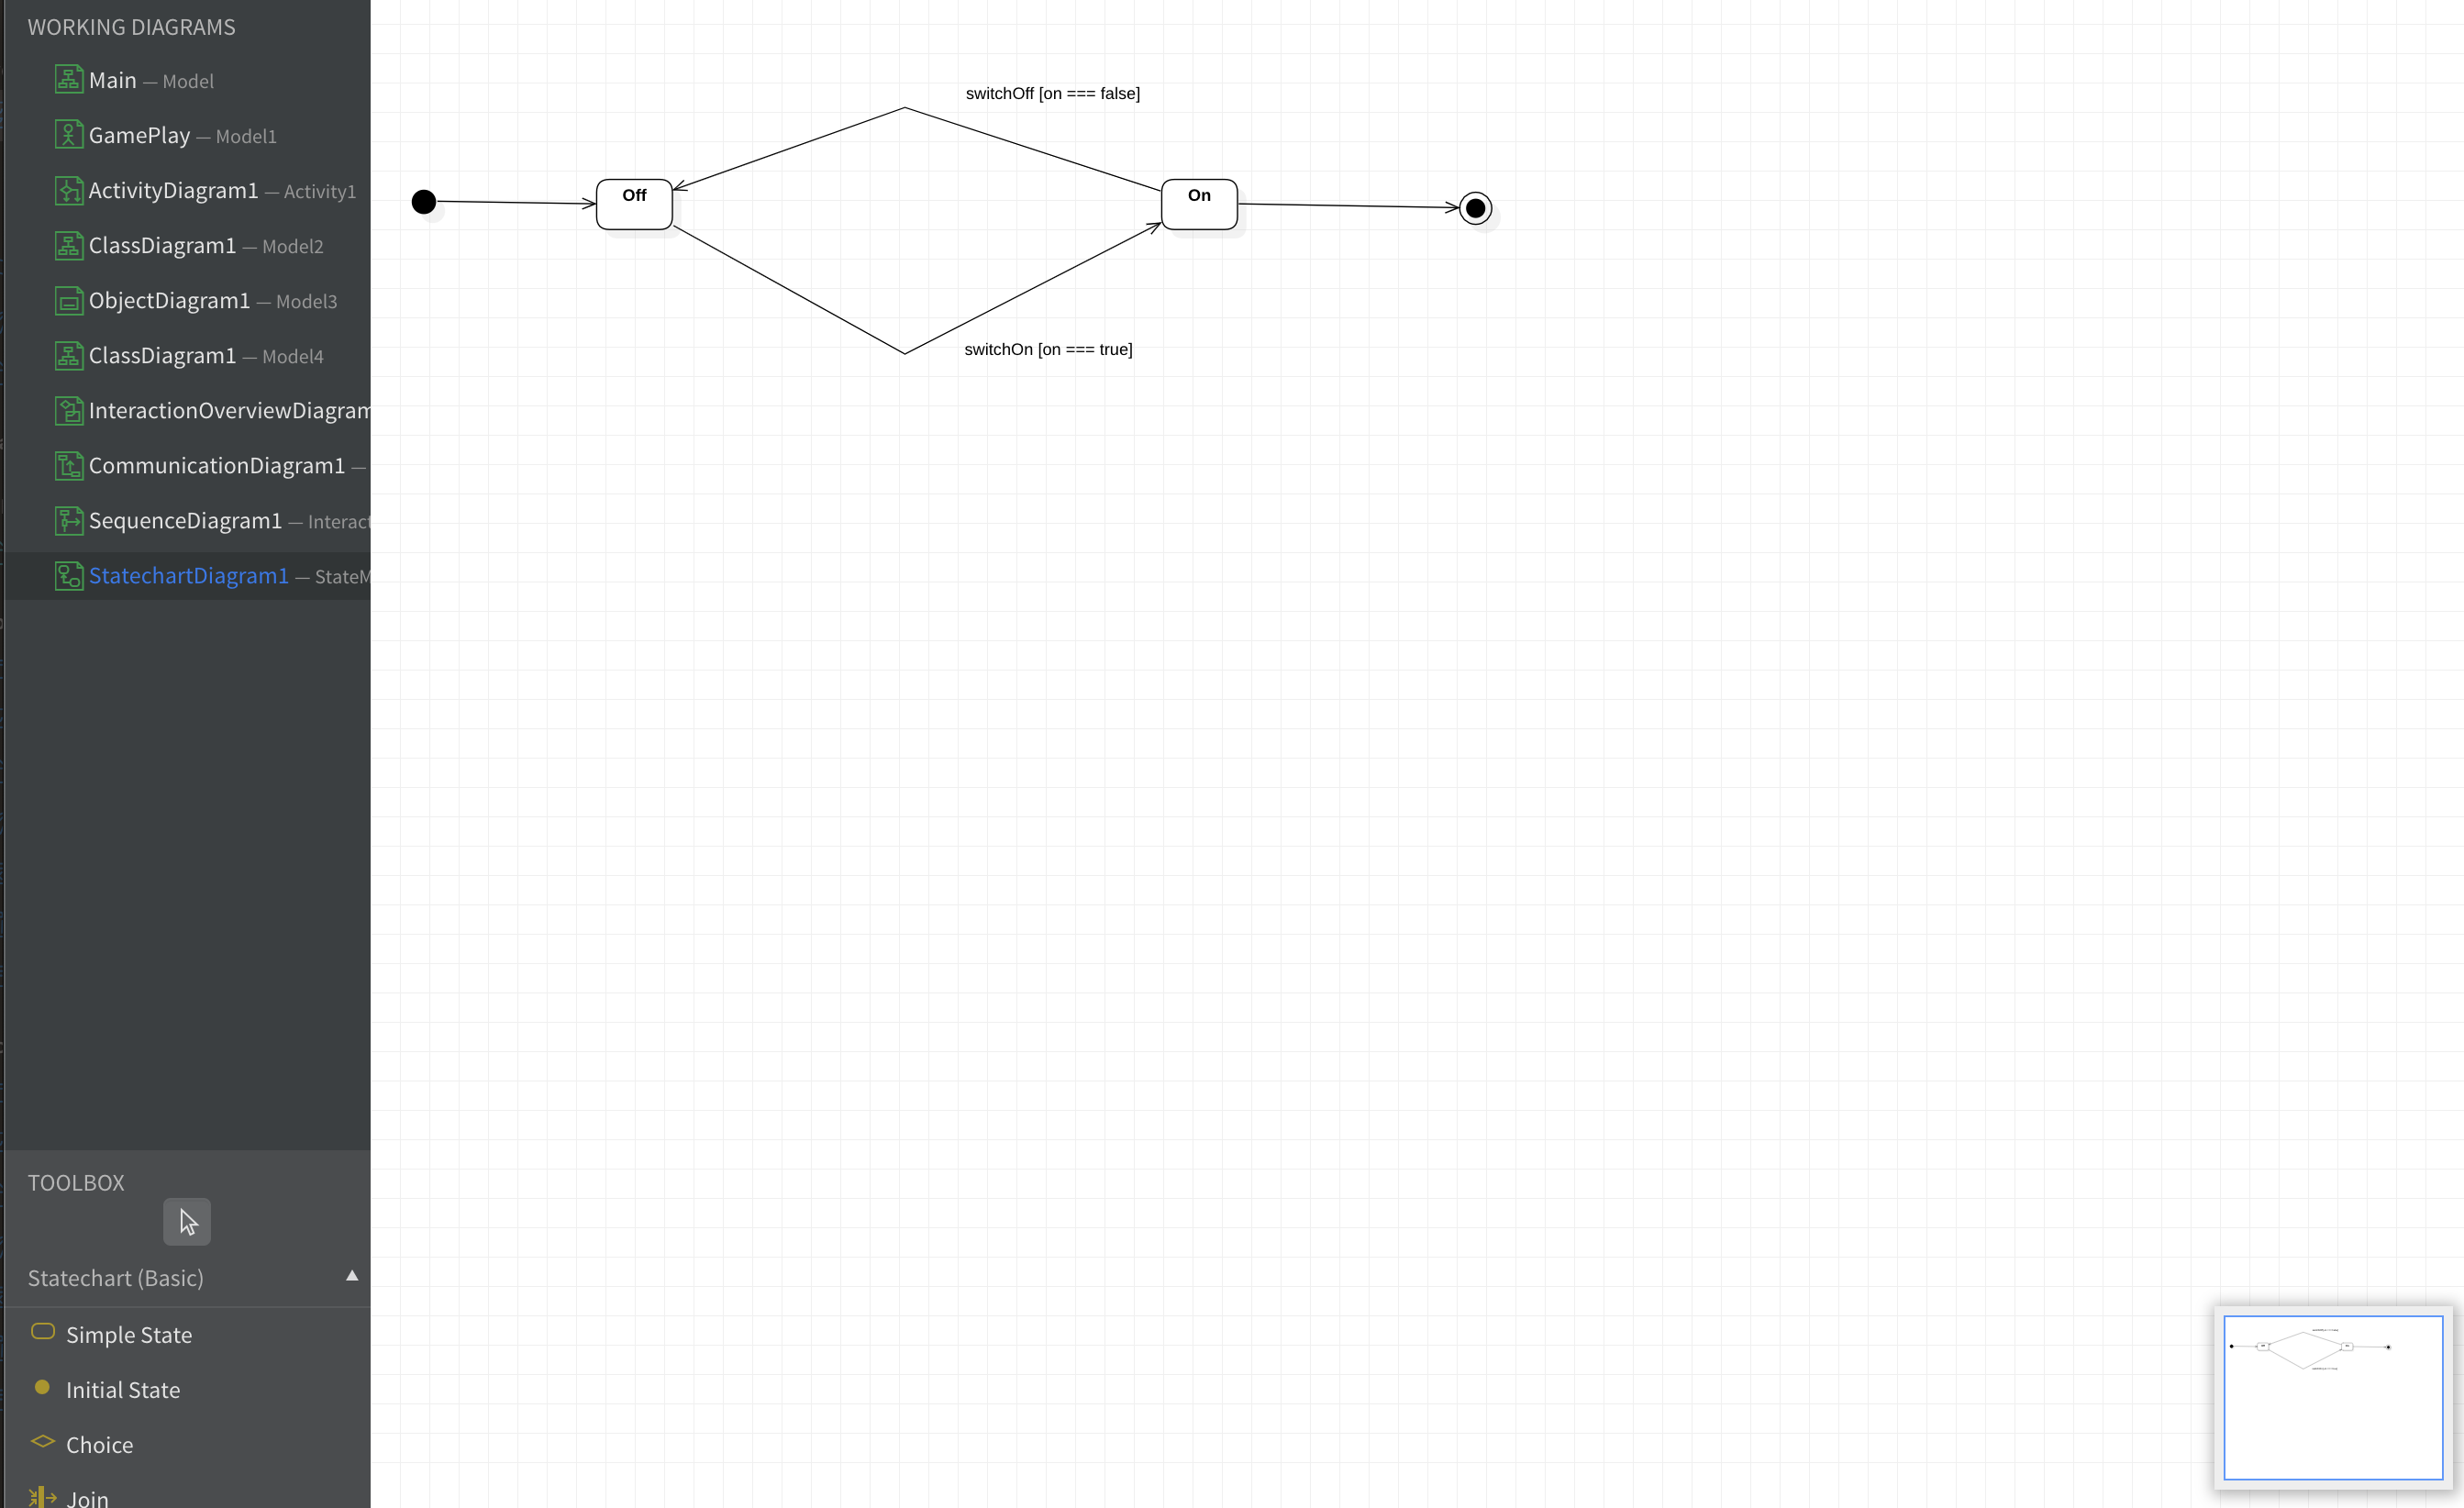 WORKING DIAGRAMS
Main — Model
GamePlay — Model1
ActivityDiagram1 — Activity1
ClassDiagram1 — Model2
ObjectDiagram1 — Model3
ClassDiagram1 — Model4
InteractionOverviewDiagram
CommunicationDiagram1 —
SequenceDiagram1 — Interact
StatechartDiagram1 — StateM
TOOLBOX
Statechart (Basic)
Simple State
Initial State
Choice
Join
switchOff [on === false]
Off
On
switchOn [on === true]